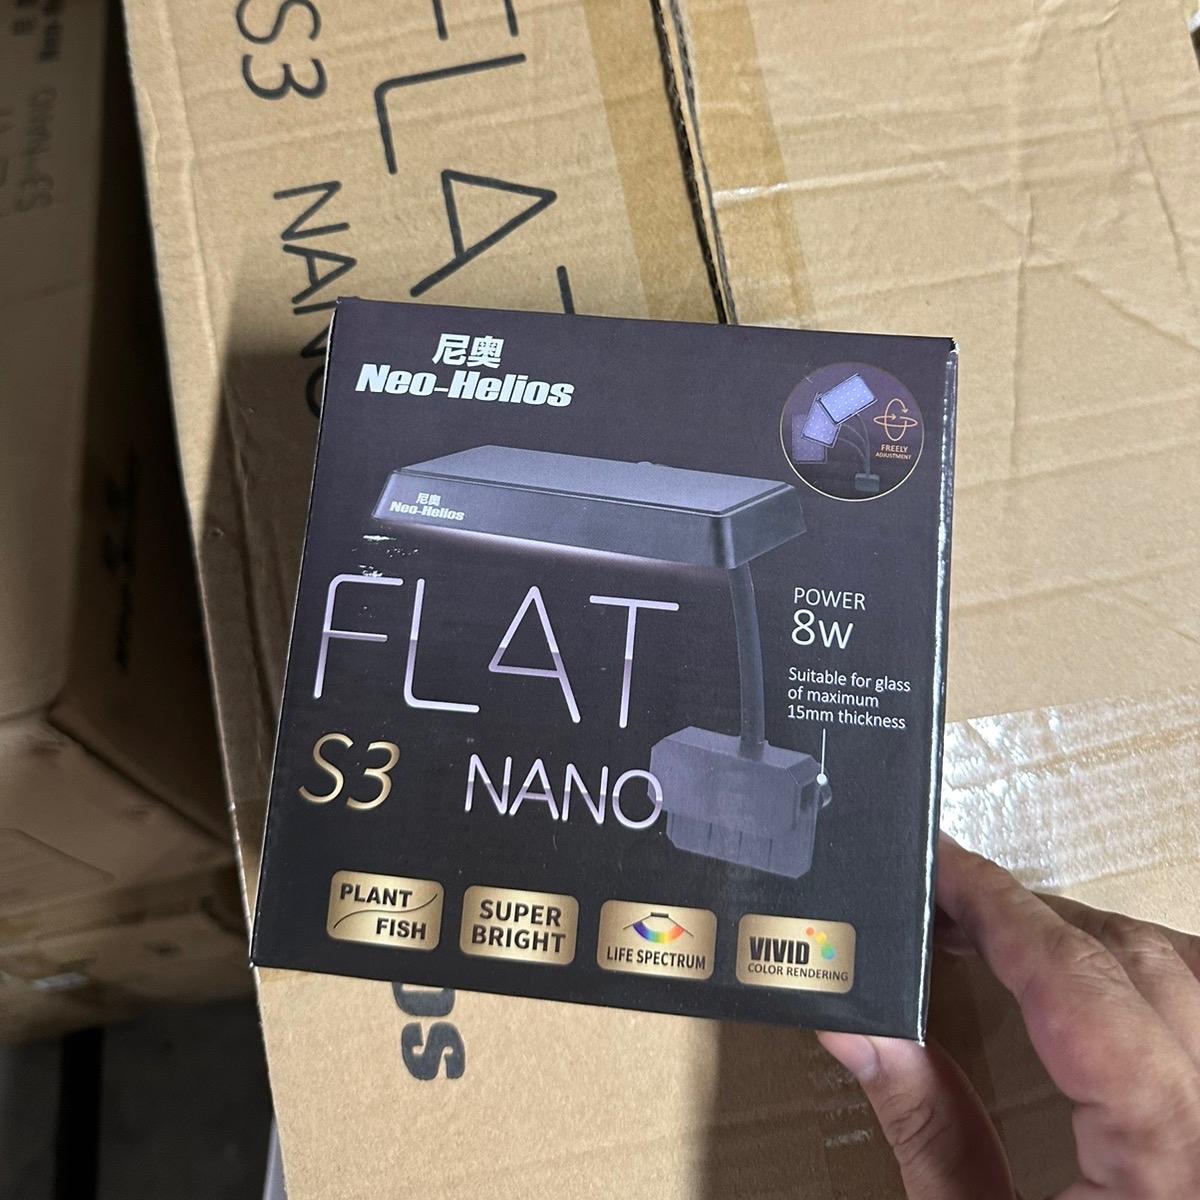 S3
FLAT
NANO
尼奥
Neo-Helios
FREELY
ADJUSTMENT
尼奥
Neo-Helios
FLAT
S3 NANO
POWER
8W
Suitable for glass
of maximum
15mm thickness
PLANT
FISH
SUPER
BRIGHT
LIFE SPECTRUM
VIVID
COLOR RENDERING